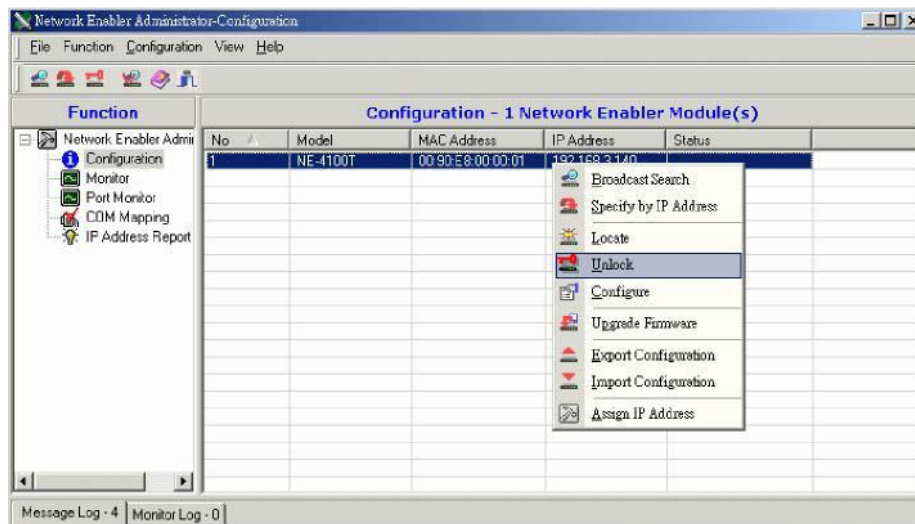 Network Enabler Administrator-Configuration
File Function Configuration View Help
Function
Configuration - 1 Network Enabler Module(s)
Network Enabler Admi
Configuration
Monitor
Port Monitor
COM Mapping
IP Address Report
No Model MAC Address IP Address Status
1 NE-4100T 00:90:E8:00:00:01 192.168.3.140
Broadcast Search
Specify by IP Address
Locate
Unlock
Configure
Upgrade Firmware
Export Configuration
Import Configuration
Assign IP Address
Message Log - 4 Monitor Log - 0